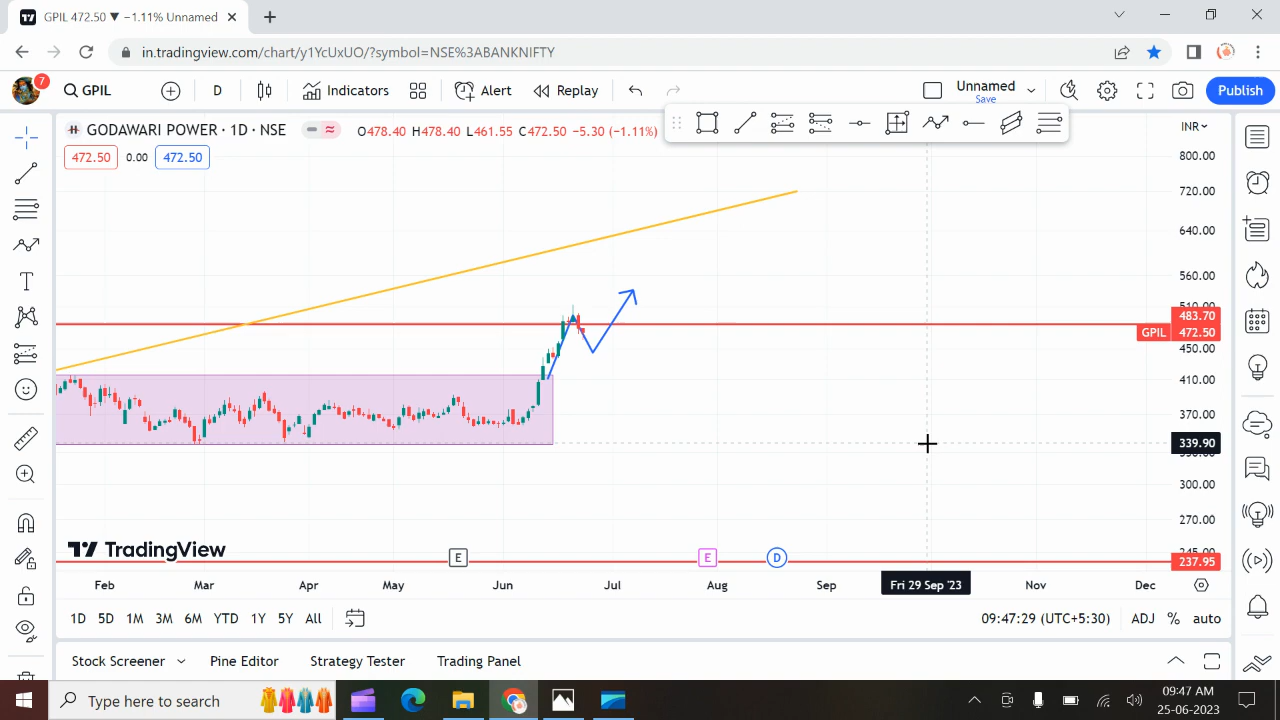 GPIL 472.50 ▼ −1.11% Unnamed
in.tradingview.com/chart/y1YcUxUO/?symbol=NSE%3ABANKNIFTY
7
GPIL
D
Indicators
Alert
Replay
Unnamed
Save
Publish
GODAWARI POWER · 1D · NSE
O478.40 H478.40 L461.55 C472.50 −5.30 (−1.11%)
INR
472.50 0.00 472.50
800.00
720.00
640.00
560.00
510.00
483.70
GPIL 472.50
450.00
410.00
370.00
339.90
300.00
270.00
245.00
237.95
TradingView
E E D
Feb Mar Apr May Jun Jul Aug Sep Fri 29 Sep '23 Nov Dec
1D 5D 1M 3M 6M YTD 1Y 5Y All
09:47:29 (UTC+5:30) ADJ % auto
Stock Screener Pine Editor Strategy Tester Trading Panel
Type here to search
09:47 AM
25-06-2023